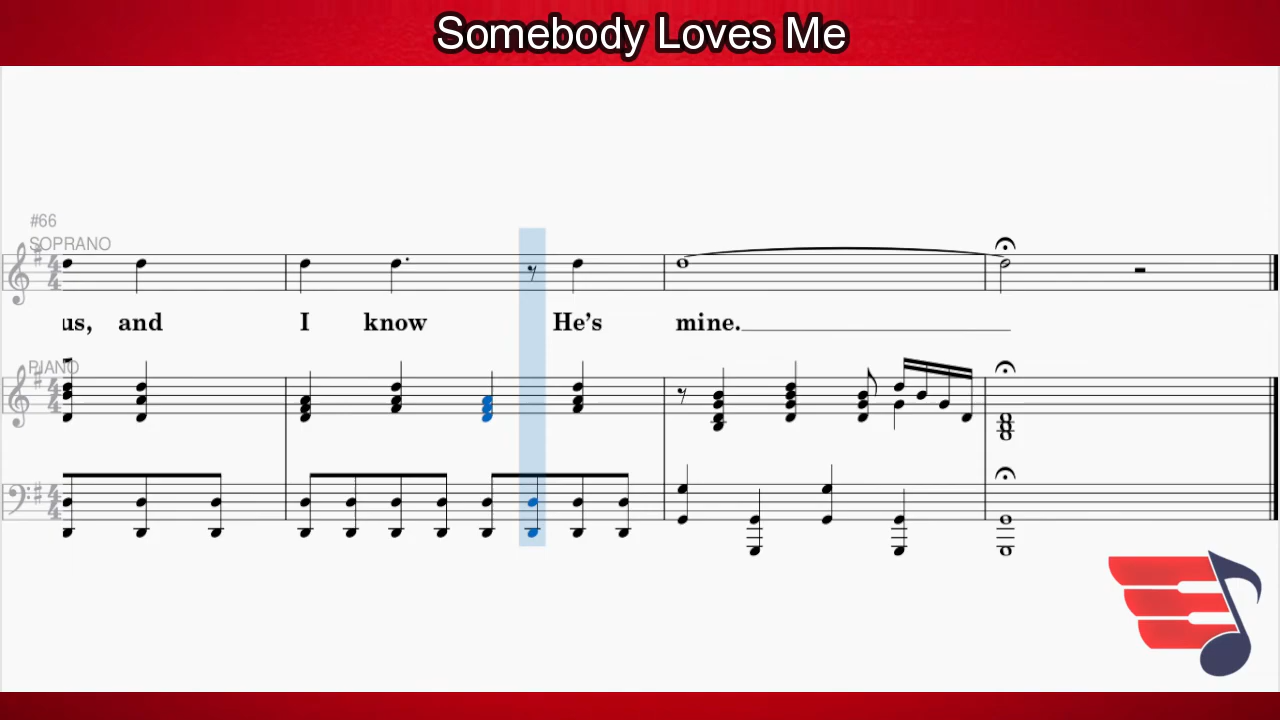 Somebody Loves Me
#66
SOPRANO
us, and I know He's mine.
PIANO